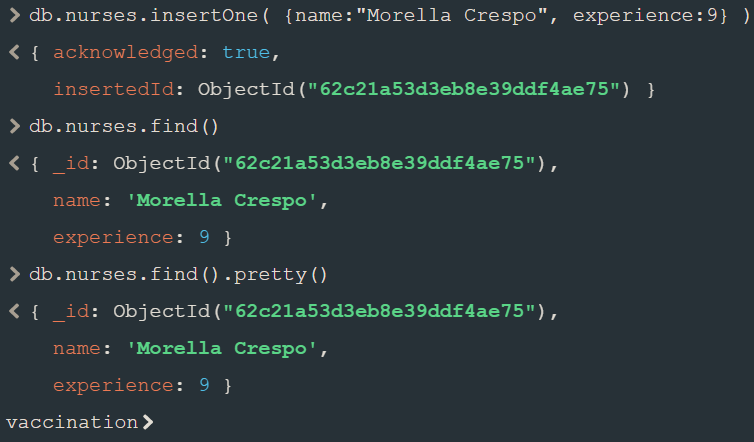 > db.nurses.insertOne( {name:"Morella Crespo", experience:9} )
< { acknowledged: true,
insertedId: ObjectId("62c21a53d3eb8e39ddf4ae75") }
> db.nurses.find()
< { _id: ObjectId("62c21a53d3eb8e39ddf4ae75"),
name: 'Morella Crespo',
experience: 9 }
> db.nurses.find().pretty()
< { _id: ObjectId("62c21a53d3eb8e39ddf4ae75"),
name: 'Morella Crespo',
experience: 9 }
vaccination>